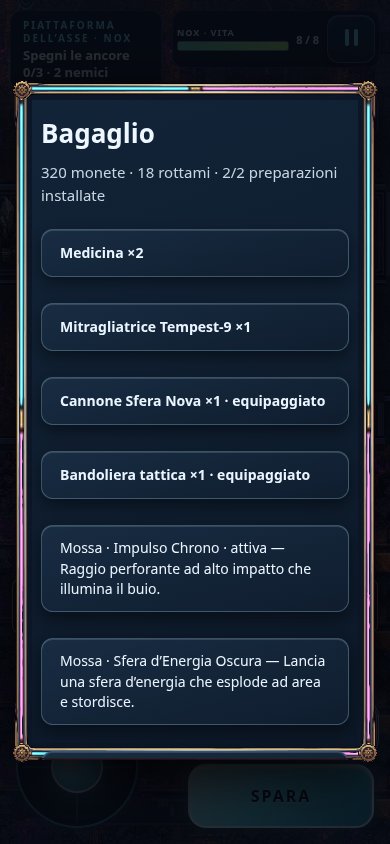 PIATTAFORMA
DELL'ASSE · NOX
Spegni le ancore
0/3 · 2 nemici
NOX · VITA
8 / 8
Bagaglio
320 monete · 18 rottami · 2/2 preparazioni
installate
Medicina ×2
Mitragliatrice Tempest-9 ×1
Cannone Sfera Nova ×1 · equipaggiato
Bandoliera tattica ×1 · equipaggiato
Mossa · Impulso Chrono · attiva —
Raggio perforante ad alto impatto che
illumina il buio.
Mossa · Sfera d’Energia Oscura — Lancia
una sfera d’energia che esplode ad area
e stordisce.
SPARA